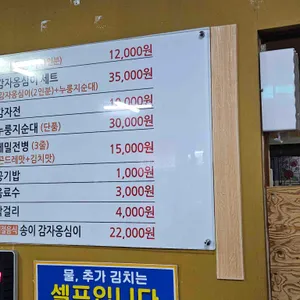 12,000원
감자옹심이 세트 35,000원
감자옹심이(2인분)+누룽지순대)
감자전 10,000원
누룽지순대 (단품) 30,000원
메밀전병 (3줄) 15,000원
곤드레맛+김치맛)
공기밥 1,000원
음료수 3,000원
막걸리 4,000원
송이 감자옹심이 22,000원
물, 추가 김치는
셀프입니다